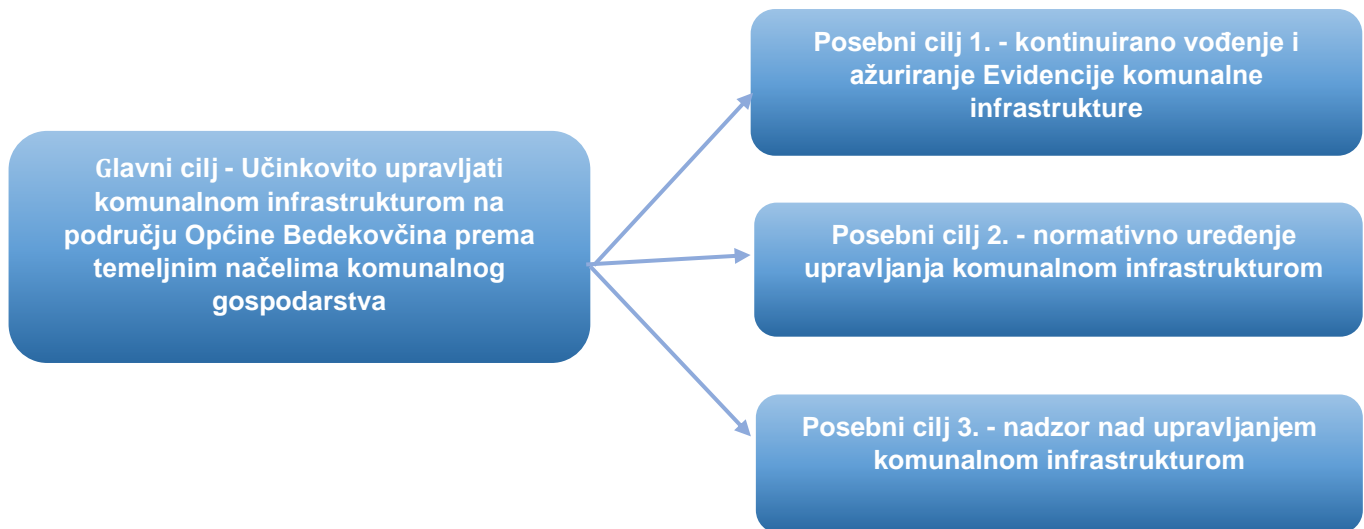 Glavni cilj - Učinkovito upravljati
komunalnom infrastrukturom na
području Općine Bedekovčina prema
temeljnim načelima komunalnog
gospodarstva
Posebni cilj 1. - kontinuirano vođenje i
ažuriranje Evidencije komunalne
infrastrukture
Posebni cilj 2. - normativno uređenje
upravljanja komunalnom infrastrukturom
Posebni cilj 3. - nadzor nad upravljanjem
komunalnom infrastrukturom